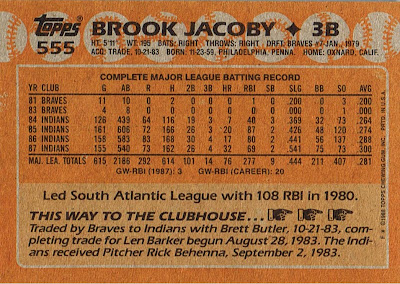 topps
555
BROOK JACOBY ♦ 3B
HT: 5'11" WT: 195 BATS: RIGHT THROWS: RIGHT DRFT: BRAVES #7-JAN., 1979
ACQ: TRADE, 10-21-83 BORN: 11-23-59, PHILADELPHIA, PENNA. HOME: OXNARD, CALIF.
COMPLETE MAJOR LEAGUE BATTING RECORD
YR CLUB G AB R H 2B 3B HR RBI SB SLG BB SO AVG
81 BRAVES 11 10 0 2 0 0 0 1 0 .200 0 3 .200
83 BRAVES 4 8 0 0 0 0 0 0 0 .000 0 1 .000
84 INDIANS 126 439 64 116 19 3 7 40 3 .369 32 73 .264
85 INDIANS 161 606 72 166 26 3 20 87 2 .426 48 120 .274
86 INDIANS 158 583 83 168 30 4 17 80 2 .441 56 137 .288
87 INDIANS 155 540 73 162 26 4 32 69 2 .541 75 73 .300
MAJ. LEA. TOTALS 615 2186 292 614 101 14 76 277 9 .444 211 407 .281
GW-RBI (1987): 3 GW-RBI (CAREER): 20
Led South Atlantic League with 108 RBI in 1980.
THIS WAY TO THE CLUBHOUSE...
Traded by Braves to Indians with Brett Butler, 10-21-83, com-
pleting trade for Len Barker begun August 28, 1983. The Indi-
ans received Pitcher Rick Behenna, September 2, 1983.
© 1988 TOPPS CHEWING GUM, INC. PRTD. IN U.S.A.